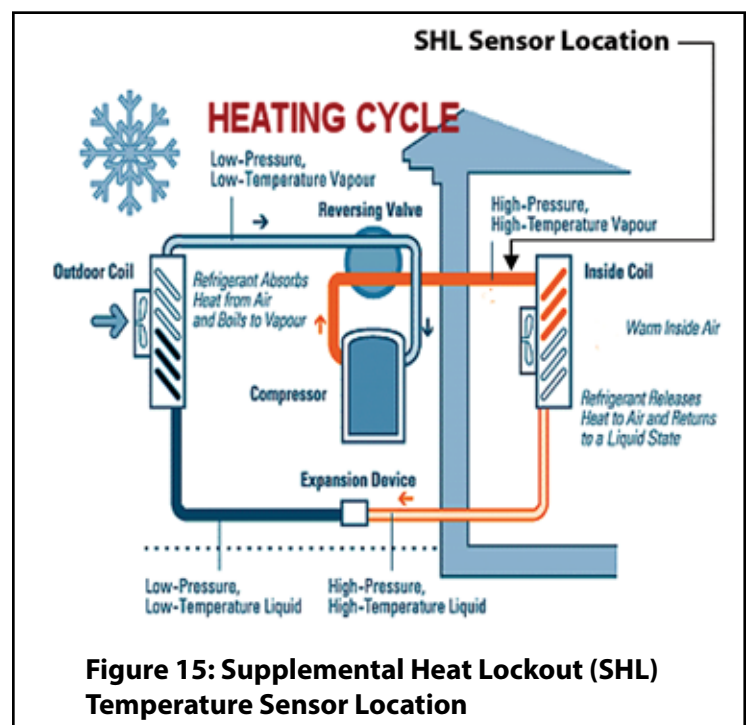 SHL Sensor Location
HEATING CYCLE
Low-Pressure,
Low-Temperature Vapour
Reversing Valve
High-Pressure,
High-Temperature Vapour
Outdoor Coil
Refrigerant Absorbs
Heat from Air
and Boils to Vapour
Inside Coil
Warm Inside Air
Compressor
Refrigerant Releases
Heat to Air and Returns
to a Liquid State
Expansion Device
Low-Pressure,
Low-Temperature Liquid
High-Pressure,
High-Temperature Liquid
Figure 15: Supplemental Heat Lockout (SHL)
Temperature Sensor Location